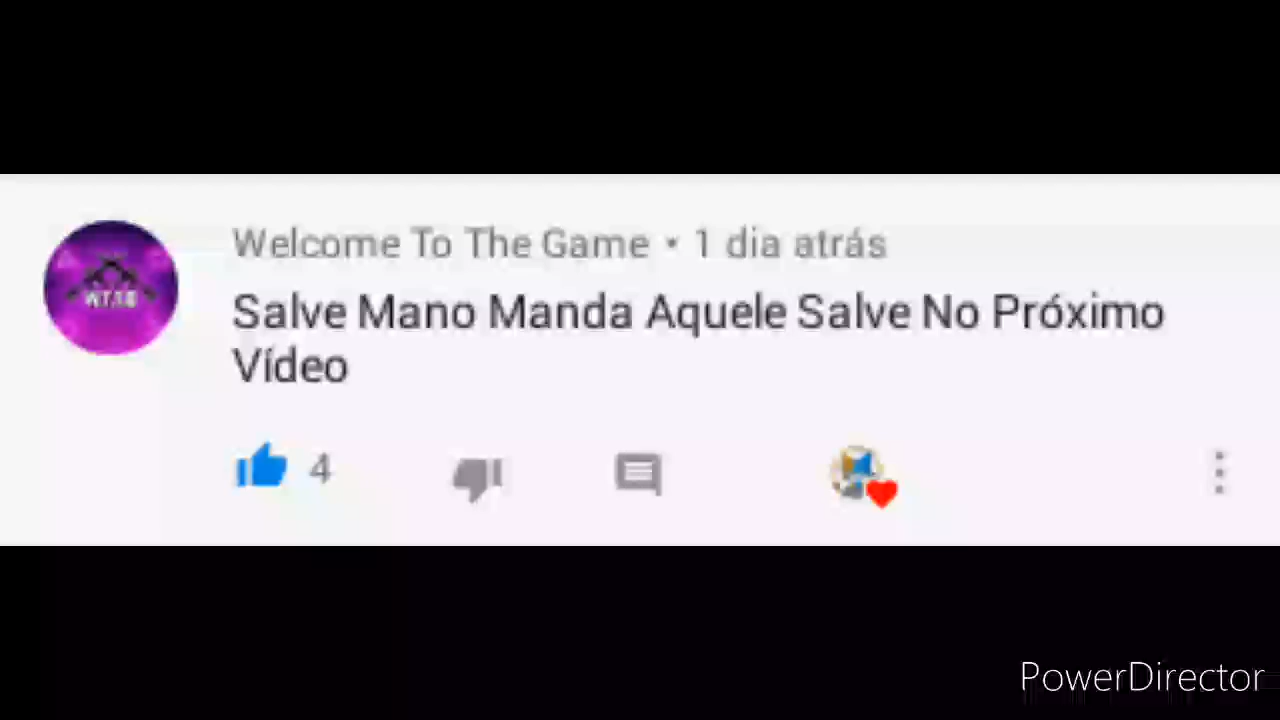 Welcome To The Game • 1 dia atrás
Salve Mano Manda Aquele Salve No Próximo
Vídeo
4
PowerDirector